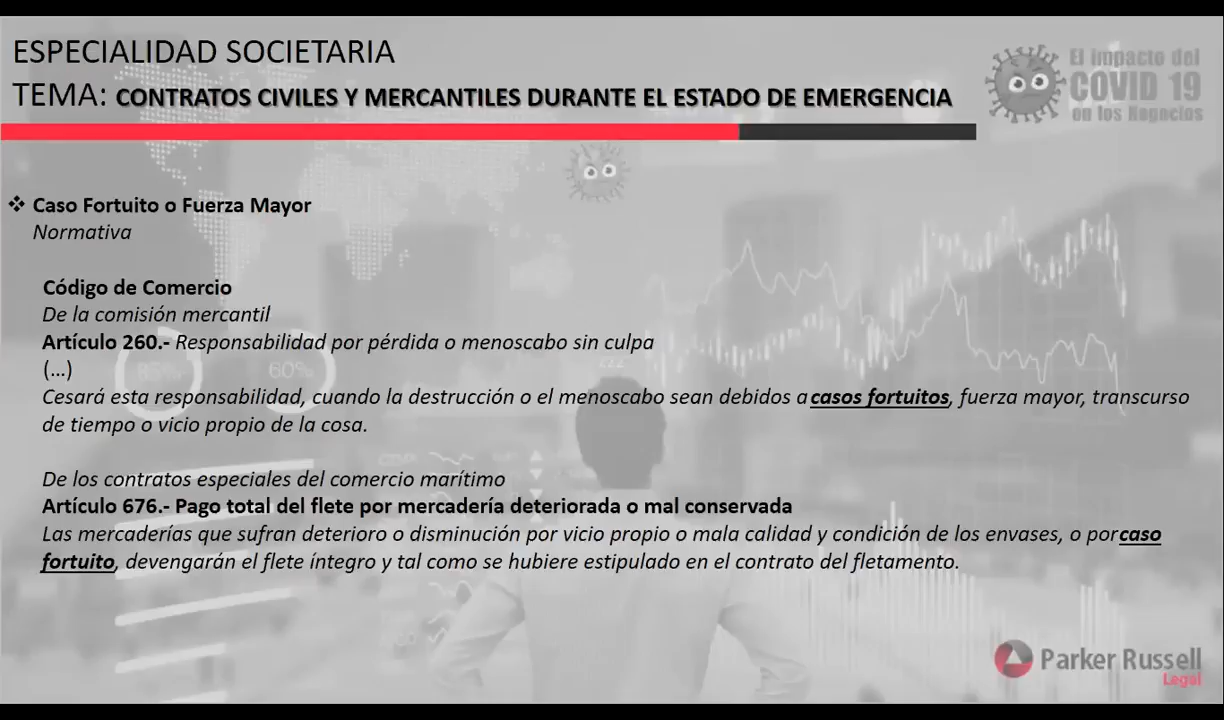 ESPECIALIDAD SOCIETARIA
TEMA: CONTRATOS CIVILES Y MERCANTILES DURANTE EL ESTADO DE EMERGENCIA
El impacto del
COVID 19
en los Negocios
❖ Caso Fortuito o Fuerza Mayor
Normativa
Código de Comercio
De la comisión mercantil
Artículo 260.- Responsabilidad por pérdida o menoscabo sin culpa
(...)
Cesará esta responsabilidad, cuando la destrucción o el menoscabo sean debidos a casos fortuitos, fuerza mayor, transcurso
de tiempo o vicio propio de la cosa.
De los contratos especiales del comercio marítimo
Artículo 676.- Pago total del flete por mercadería deteriorada o mal conservada
Las mercaderías que sufran deterioro o disminución por vicio propio o mala calidad y condición de los envases, o por caso
fortuito, devengarán el flete íntegro y tal como se hubiere estipulado en el contrato del fletamento.
60%
Parker Russell
Legal